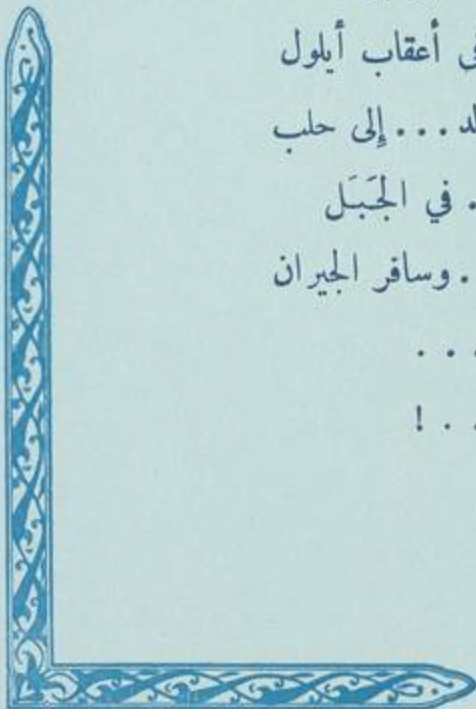 أعقاب أيلول
... إلى حلب
. في الجَبَل
. وسافر الجيران
. . .
. . !